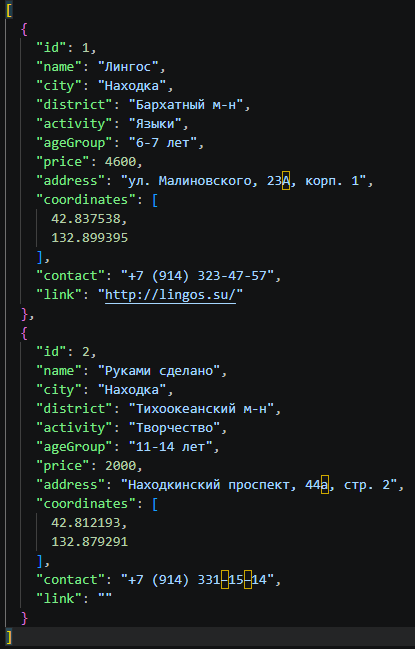 [
  {
    "id": 1,
    "name": "Лингос",
    "city": "Находка",
    "district": "Бархатный м-н",
    "activity": "Языки",
    "ageGroup": "6-7 лет",
    "price": 4600,
    "address": "ул. Малиновского, 23А, корп. 1",
    "coordinates": [
      42.837538,
      132.899395
    ],
    "contact": "+7 (914) 323-47-57",
    "link": "http://lingos.su/"
  },
  {
    "id": 2,
    "name": "Руками сделано",
    "city": "Находка",
    "district": "Тихоокеанский м-н",
    "activity": "Творчество",
    "ageGroup": "11-14 лет",
    "price": 2000,
    "address": "Находкинский проспект, 44а, стр. 2",
    "coordinates": [
      42.812193,
      132.879291
    ],
    "contact": "+7 (914) 331‒15‒14",
    "link": ""
  }
]